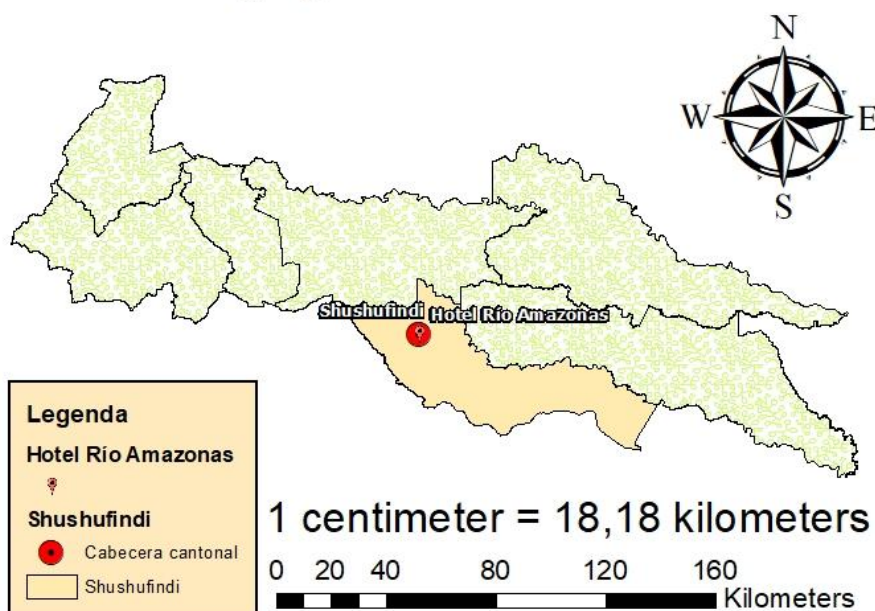 N
W E
S
Shushufindi Hotel Río Amazonas
Legenda
Hotel Río Amazonas
Shushufindi
Cabecera cantonal
Shushufindi
1 centimeter = 18,18 kilometers
0 20 40 80 120 160
Kilometers